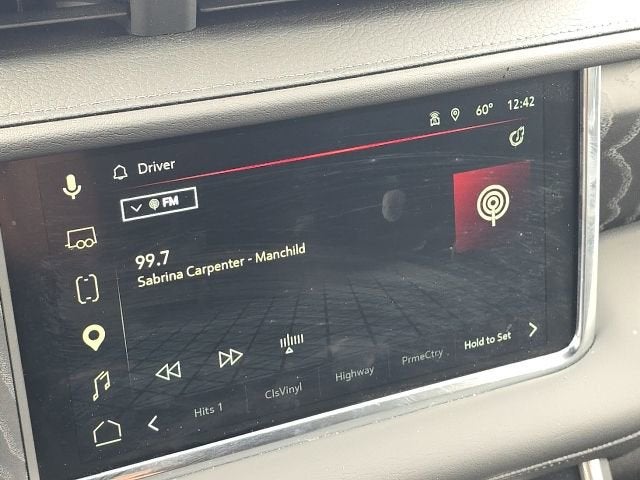 60° 12:42
Driver
FM
99.7
Sabrina Carpenter - Manchild
Hits 1 ClsVinyl Highway PrmeCtry Hold to Set